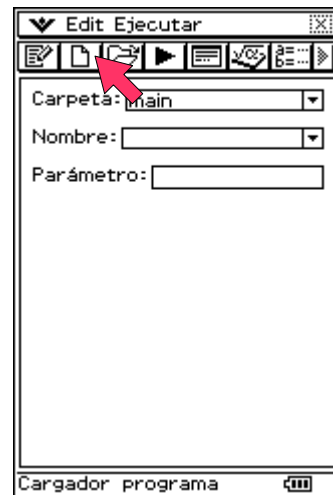 Edit Ejecutar
Carpeta: main
Nombre:
Parámetro:
Cargador programa